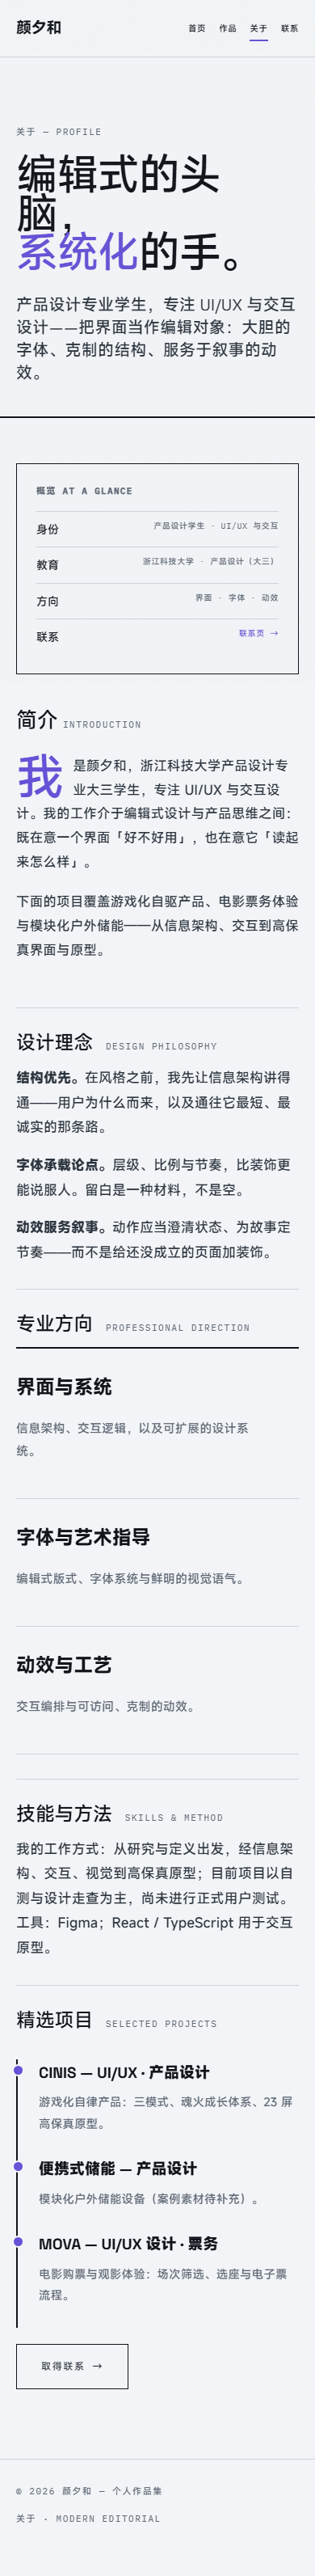 颜夕和
首页 作品 关于 联系
关于 — PROFILE
编辑式的头
脑，
系统化的手。
产品设计专业学生，专注 UI/UX 与交互
设计——把界面当作编辑对象：大胆的
字体、克制的结构、服务于叙事的动
效。
概览 AT A GLANCE
身份 产品设计学生 · UI/UX 与交互
教育 浙江科技大学 · 产品设计（大三）
方向 界面 · 字体 · 动效
联系 联系页 →
简介 INTRODUCTION
我是颜夕和，浙江科技大学产品设计专
业大三学生，专注 UI/UX 与交互设
计。我的工作介于编辑式设计与产品思维之间：
既在意一个界面「好不好用」，也在意它「读起
来怎么样」。
下面的项目覆盖游戏化自驱产品、电影票务体验
与模块化户外储能——从信息架构、交互到高保
真界面与原型。
设计理念 DESIGN PHILOSOPHY
结构优先。在风格之前，我先让信息架构讲得
通——用户为什么而来，以及通往它最短、最
诚实的那条路。
字体承载论点。层级、比例与节奏，比装饰更
能说服人。留白是一种材料，不是空。
动效服务叙事。动作应当澄清状态、为故事定
节奏——而不是给还没成立的页面加装饰。
专业方向 PROFESSIONAL DIRECTION
界面与系统
信息架构、交互逻辑，以及可扩展的设计系
统。
字体与艺术指导
编辑式版式、字体系统与鲜明的视觉语气。
动效与工艺
交互编排与可访问、克制的动效。
技能与方法 SKILLS & METHOD
我的工作方式：从研究与定义出发，经信息架
构、交互、视觉到高保真原型；目前项目以自
测与设计走查为主，尚未进行正式用户测试。
工具：Figma；React / TypeScript 用于交互
原型。
精选项目 SELECTED PROJECTS
CINIS — UI/UX · 产品设计
游戏化自律产品：三模式、魂火成长体系、23 屏
高保真原型。
便携式储能 — 产品设计
模块化户外储能设备（案例素材待补充）。
MOVA — UI/UX 设计 · 票务
电影购票与观影体验：场次筛选、选座与电子票
流程。
取得联系 →
© 2026 颜夕和 — 个人作品集
关于 · MODERN EDITORIAL